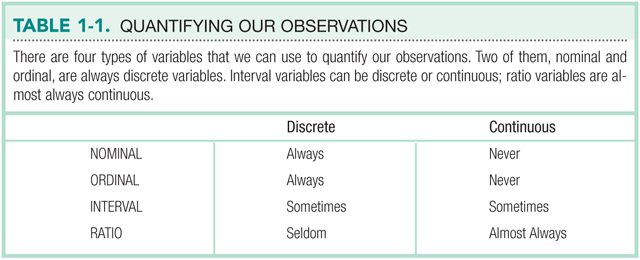 TABLE 1-1. QUANTIFYING OUR OBSERVATIONS
There are four types of variables that we can use to quantify our observations. Two of them, nominal and
ordinal, are always discrete variables. Interval variables can be discrete or continuous; ratio variables are al-
most always continuous.
Discrete Continuous
NOMINAL Always Never
ORDINAL Always Never
INTERVAL Sometimes Sometimes
RATIO Seldom Almost Always